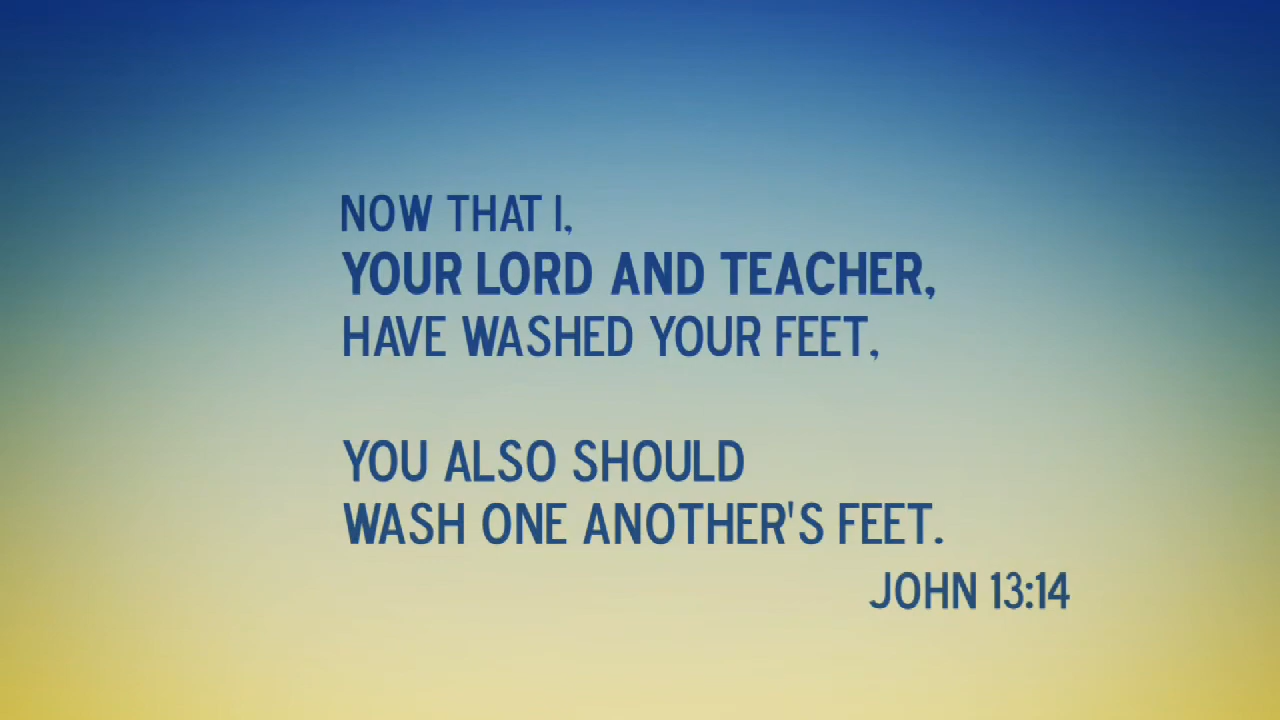 NOW THAT I,
YOUR LORD AND TEACHER,
HAVE WASHED YOUR FEET,
YOU ALSO SHOULD
WASH ONE ANOTHER'S FEET.
JOHN 13:14